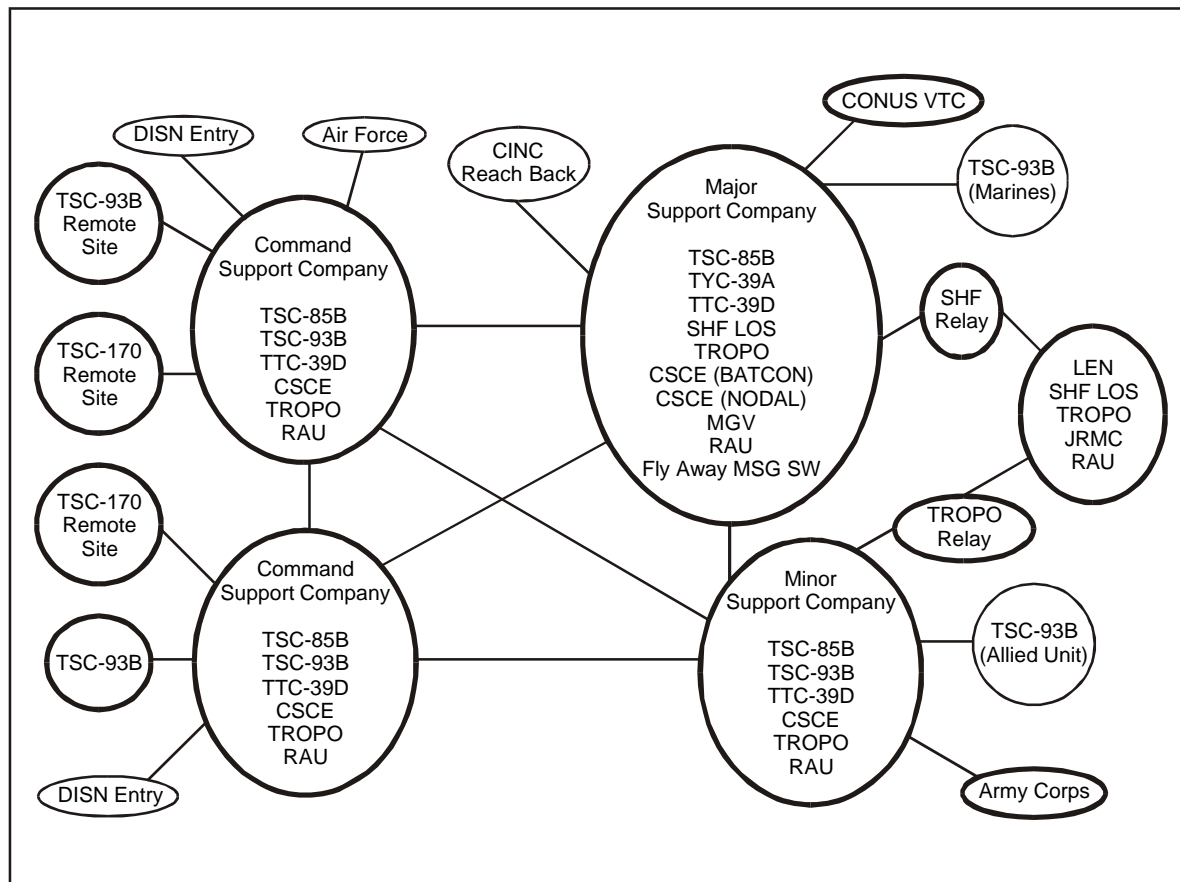 CONUS VTC
DISN Entry
Air Force
CINC
Reach Back
TSC-93B
(Marines)
TSC-93B
Remote
Site
Command
Support Company
TSC-85B
TSC-93B
TTC-39D
CSCE
TROPO
RAU
Major
Support Company
TSC-85B
TYC-39A
TTC-39D
SHF LOS
TROPO
CSCE (BATCON)
CSCE (NODAL)
MGV
RAU
Fly Away MSG SW
SHF
Relay
TSC-170
Remote
Site
LEN
SHF LOS
TROPO
JRMC
RAU
TSC-170
Remote
Site
TROPO
Relay
Command
Support Company
TSC-85B
TSC-93B
TTC-39D
CSCE
TROPO
RAU
Minor
Support Company
TSC-85B
TSC-93B
TTC-39D
CSCE
TROPO
RAU
TSC-93B
(Allied Unit)
TSC-93B
DISN Entry
Army Corps